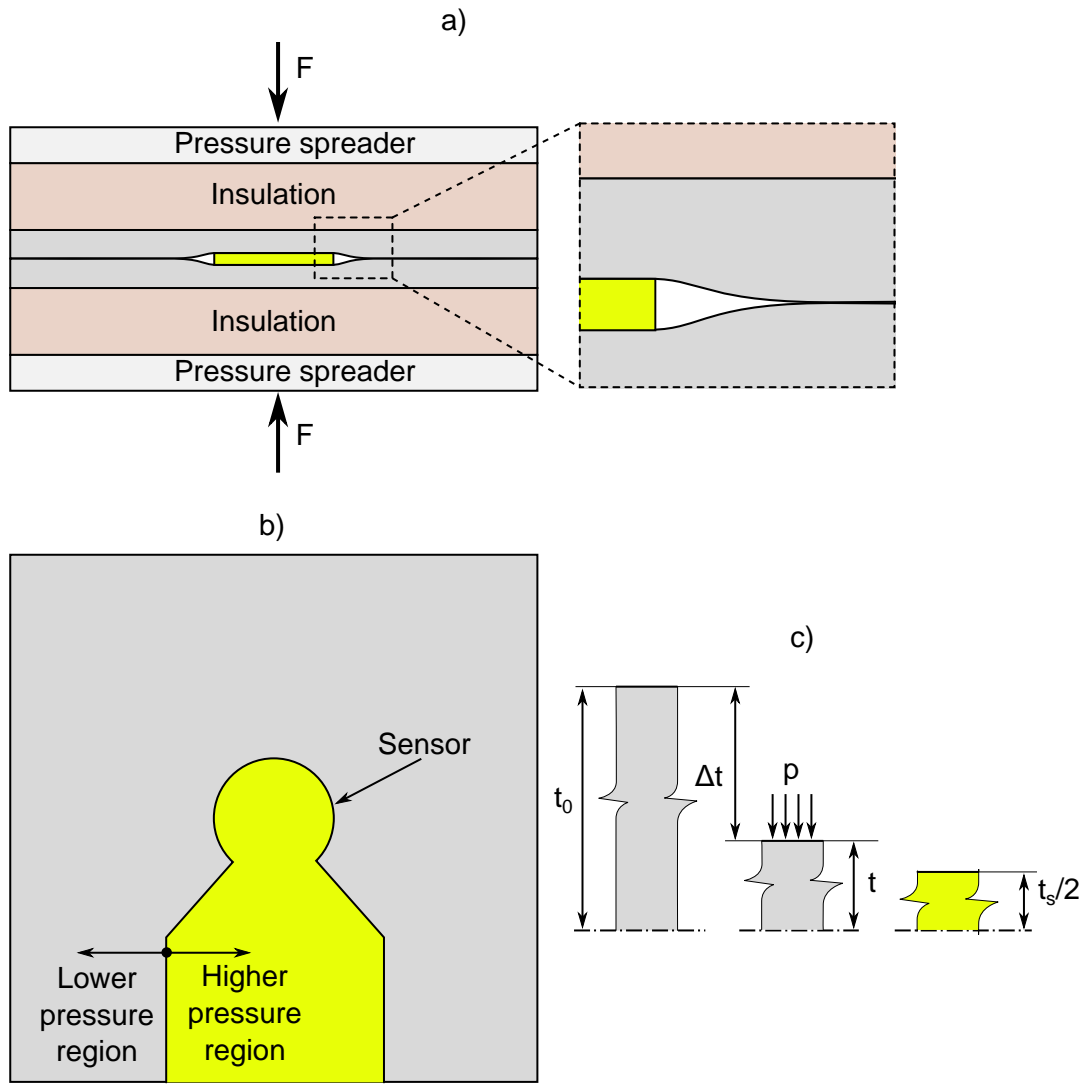 a)
F
Pressure spreader
Insulation
Insulation
Pressure spreader
F
b)
Sensor
Lower
pressure
region
Higher
pressure
region
c)
t₀
Δt
p
t
tₛ/2